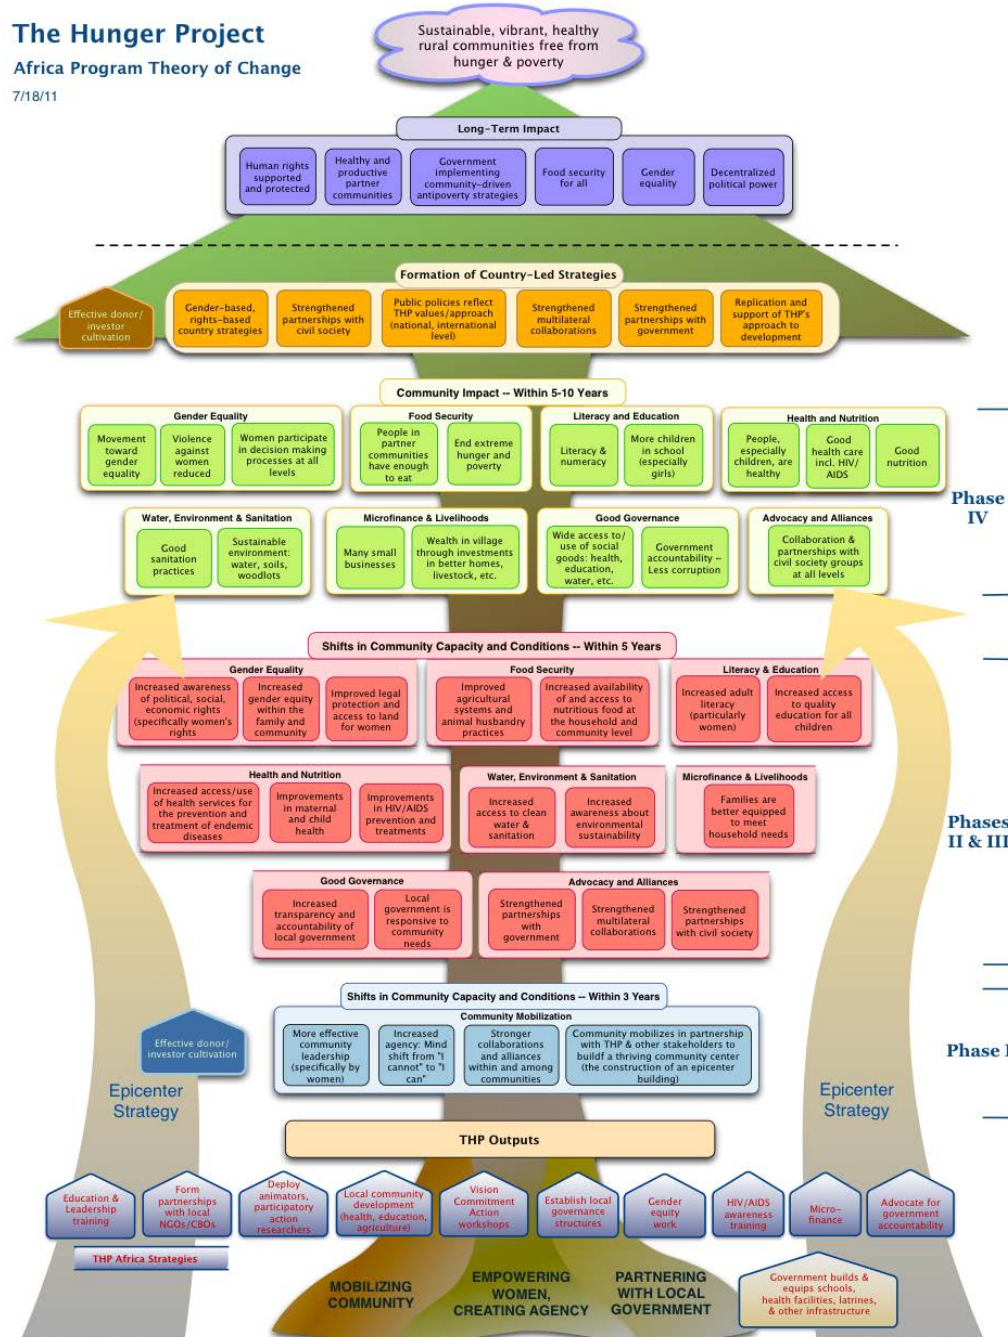 The Hunger Project
Africa Program Theory of Change
7/18/11
Sustainable, vibrant, healthy
rural communities free from
hunger & poverty
Long-Term Impact
Human rights
supported
and protected
Healthy and
productive
partner
communities
Government
implementing
community-driven
antipoverty strategies
Food security
for all
Gender
equality
Decentralized
political power
Formation of Country-Led Strategies
Effective donor/
investor
cultivation
Gender-based,
rights-based
country strategies
Strengthened
partnerships with
civil society
Public policies reflect
THP values/approach
(national, international
level)
Strengthened
multilateral
collaborations
Strengthened
partnerships with
government
Replication and
support of THP's
approach to
development
Community Impact -- Within 5-10 Years
Gender Equality
Movement
toward
gender
equality
Violence
against
women
reduced
Women participate
in decision making
processes at all
levels
Food Security
People in
partner
communities
have enough
to eat
End extreme
hunger and
poverty
Literacy and Education
Literacy &
numeracy
More children
in school
(especially
girls)
Health and Nutrition
People,
especially
children, are
healthy
Good
health care
incl. HIV/
AIDS
Good
nutrition
Phase
IV
Water, Environment & Sanitation
Good
sanitation
practices
Sustainable
environment:
water, soils,
woodlots
Microfinance & Livelihoods
Many small
businesses
Wealth in village
through investments
in better homes,
livestock, etc.
Good Governance
Wide access to/
use of social
goods: health,
education,
water, etc.
Government
accountability –
Less corruption
Advocacy and Alliances
Collaboration &
partnerships with
civil society groups
at all levels
Shifts in Community Capacity and Conditions -- Within 5 Years
Gender Equality
Increased awareness
of political, social,
economic rights
(specifically women's
rights
Increased
gender equity
within the
family and
community
Improved legal
protection and
access to land
for women
Food Security
Improved
agricultural
systems and
animal husbandry
practices
Increased availability
of and access to
nutritious food at
the household and
community level
Literacy & Education
Increased adult
literacy
(particularly
women)
Increased access
to quality
education for all
children
Health and Nutrition
Increased access/use
of health services for
the prevention and
treatment of endemic
diseases
Improvements
in maternal
and child
health
Improvements
in HIV/AIDS
prevention and
treatments
Water, Environment & Sanitation
Increased
access to clean
water &
sanitation
Increased
awareness about
environmental
sustainability
Microfinance & Livelihoods
Families are
better equipped
to meet
household needs
Phases
II & III
Good Governance
Increased
transparency and
accountability of
local government
Local
government is
responsive to
community
needs
Advocacy and Alliances
Strengthened
partnerships
with
government
Strengthened
multilateral
collaborations
Strengthened
partnerships
with civil society
Shifts in Community Capacity and Conditions -- Within 3 Years
Community Mobilization
More effective
community
leadership
(specifically by
women)
Increased
agency: Mind
shift from "I
cannot" to "I
can"
Stronger
collaborations
and alliances
within and among
communities
Community mobilizes in partnership
with THP & other stakeholders to
buildf a thriving community center
(the construction of an epicenter
building)
Phase I
Effective donor/
investor cultivation
Epicenter
Strategy
Epicenter
Strategy
THP Outputs
Education &
Leadership
training
Form
partnerships
with local
NGOs/CBOs
Deploy
animators,
participatory
action
researchers
Local community
development
(health, education,
agriculture)
Vision
Commitment
Action
workshops
Establish local
governance
structures
Gender
equity
work
HIV/AIDS
awareness
training
Micro-
finance
Advocate for
government
accountability
THP Africa Strategies
MOBILIZING
COMMUNITY
EMPOWERING
WOMEN,
CREATING AGENCY
PARTNERING
WITH LOCAL
GOVERNMENT
Government builds &
equips schools,
health facilities, latrines,
& other infrastructure